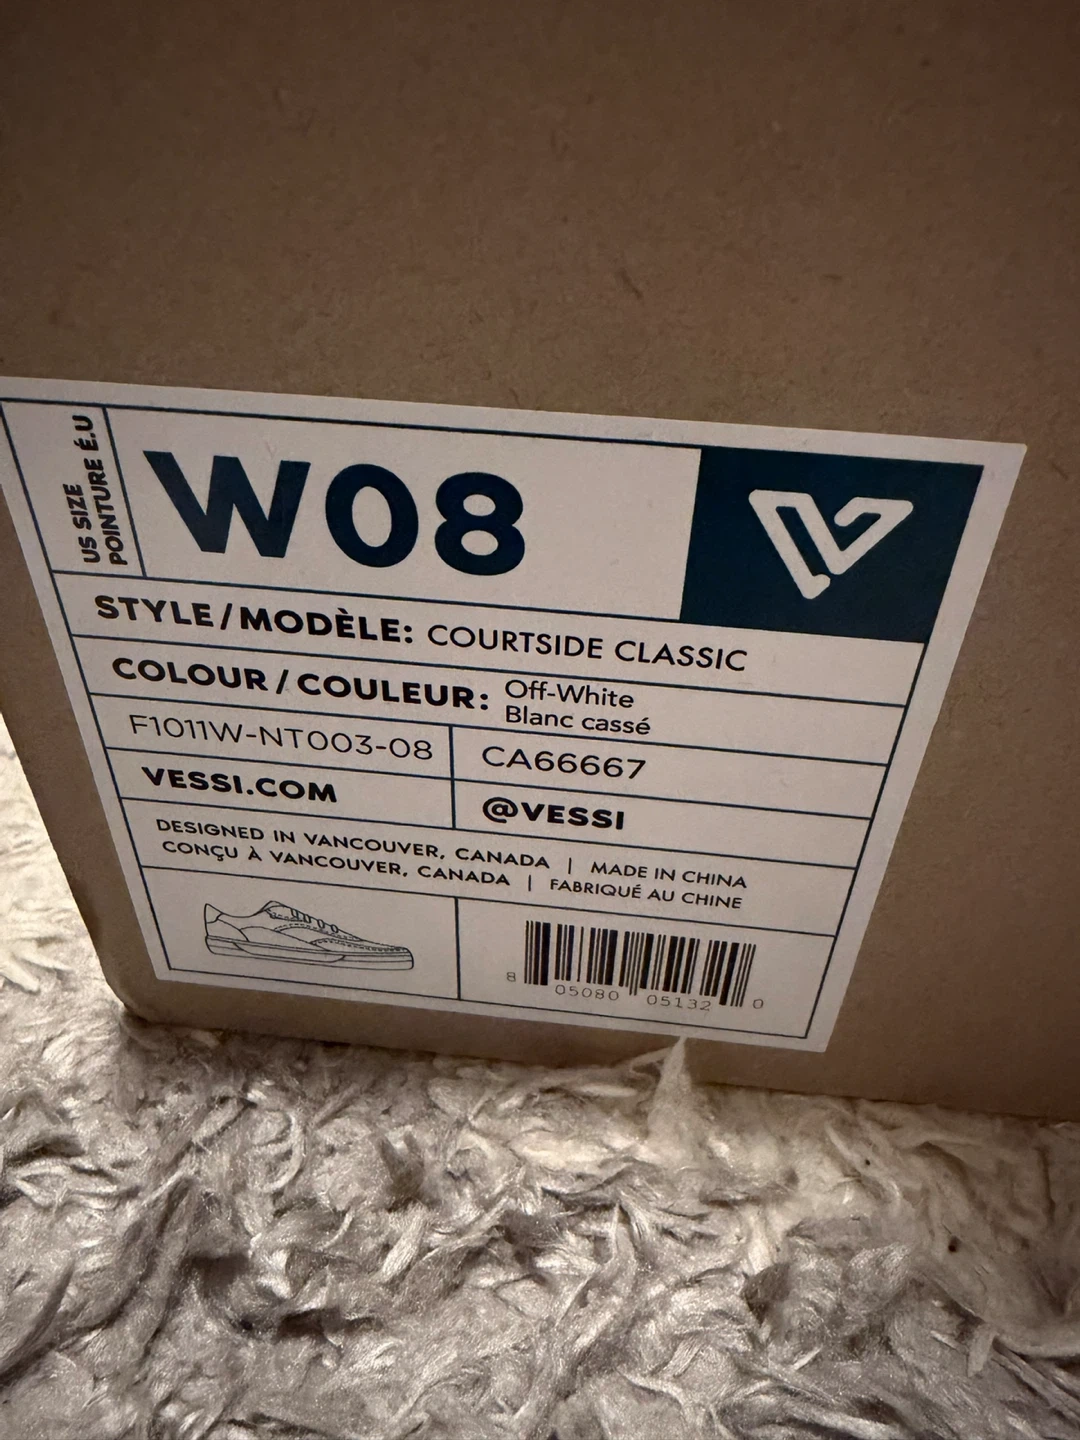 US SIZE
POINTURE É.U
W08
STYLE/MODÈLE: COURTSIDE CLASSIC
COLOUR/COULEUR: Off-White
Blanc cassé
F1011W-NT003-08 CA66667
VESSI.COM @VESSI
DESIGNED IN VANCOUVER, CANADA | MADE IN CHINA
CONÇU À VANCOUVER, CANADA | FABRIQUÉ AU CHINE
8 05080 05132 0